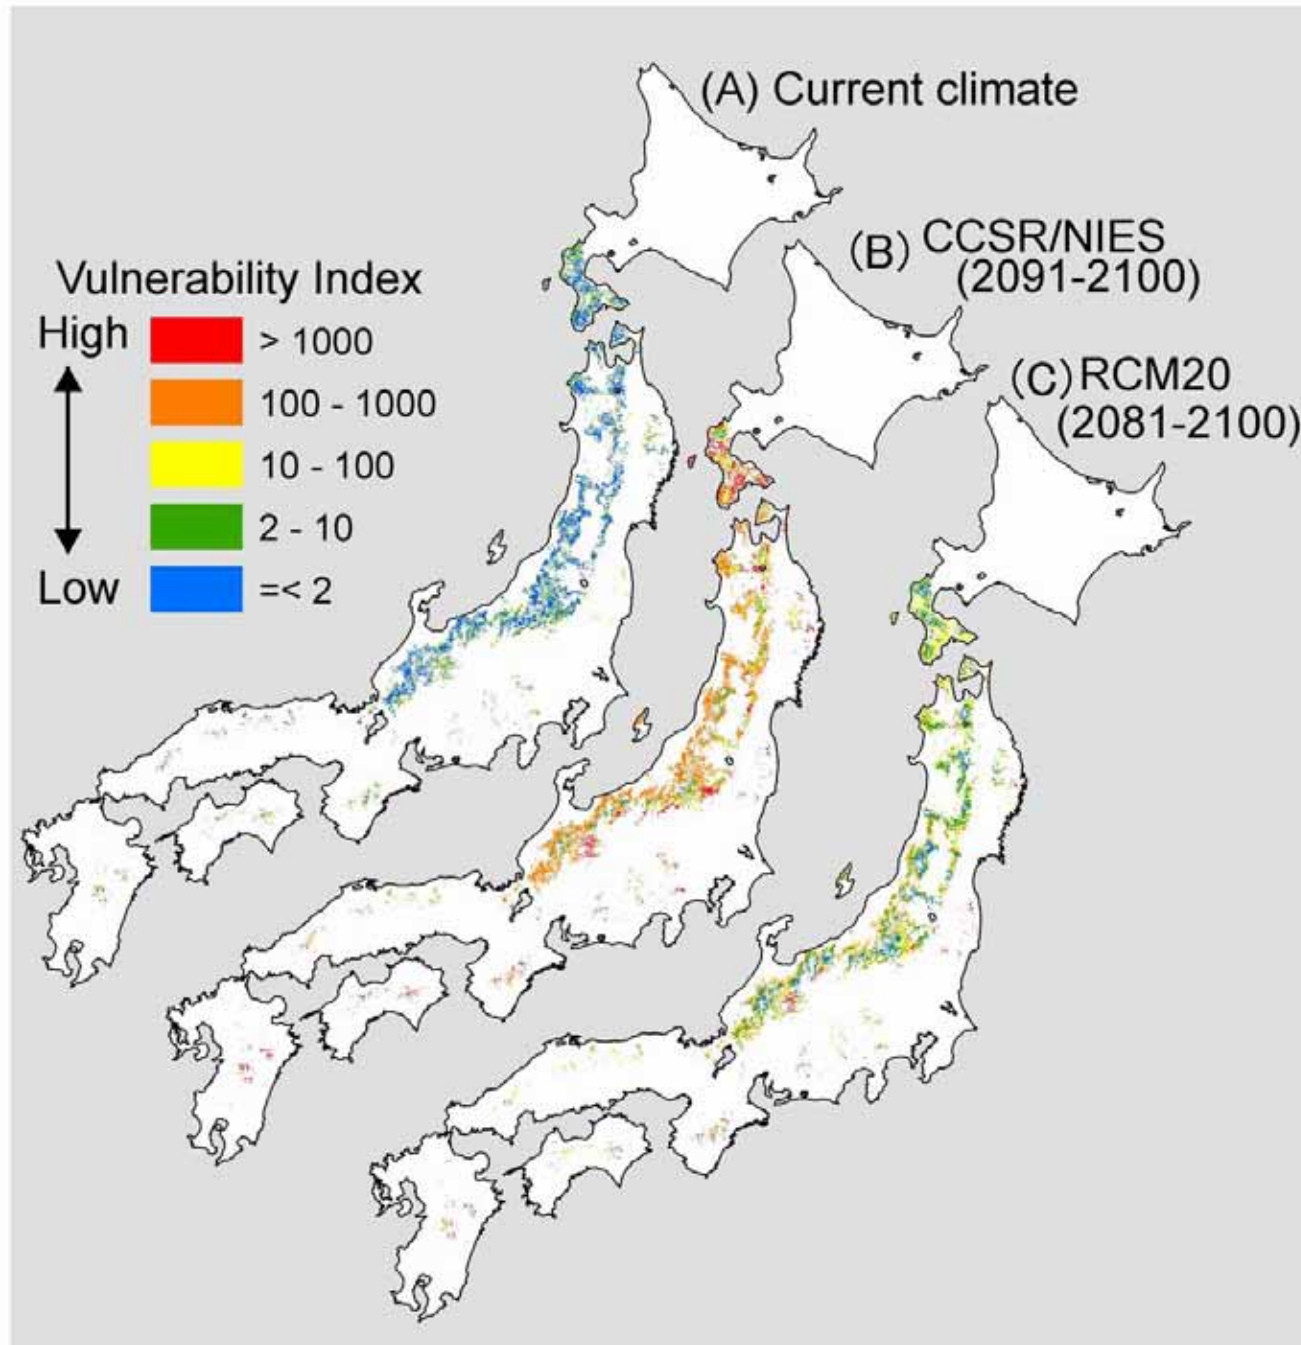 (A) Current climate
(B) CCSR/NIES
(2091-2100)
(C) RCM20
(2081-2100)
Vulnerability Index
High
> 1000
100 - 1000
10 - 100
2 - 10
Low
=< 2